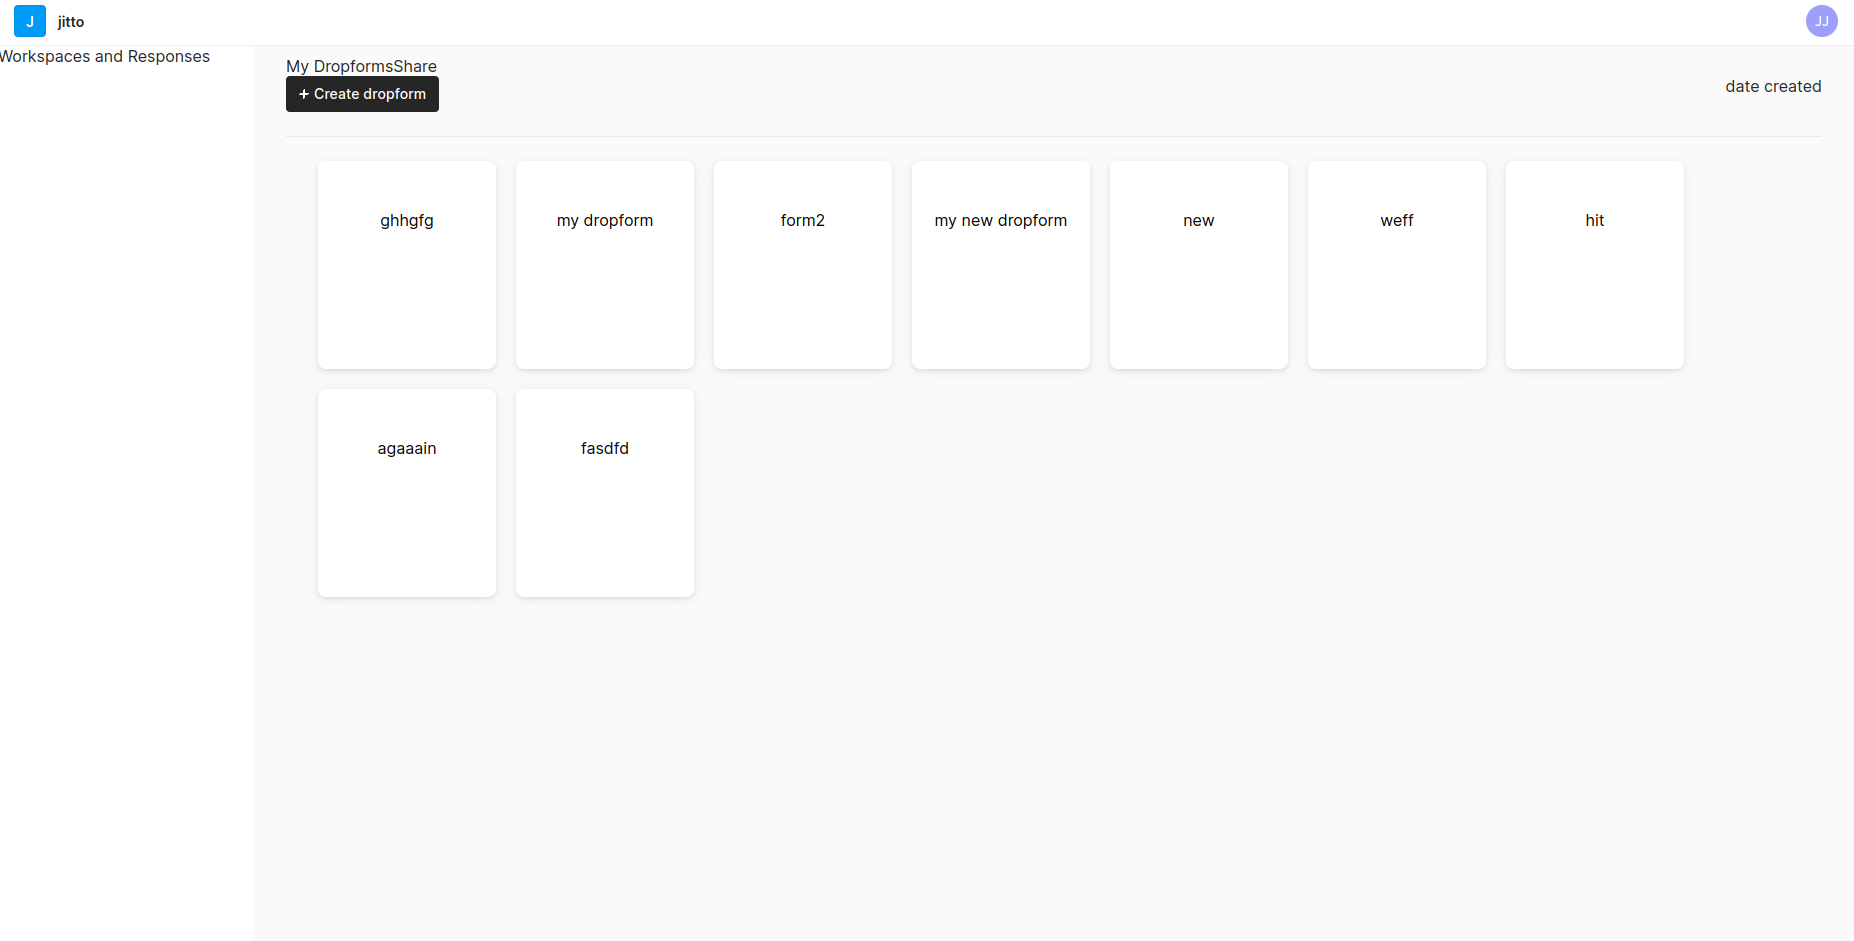 J jitto JJ
Workspaces and Responses
My DropformsShare
+ Create dropform
date created
ghhgfg my dropform form2 my new dropform new weff hit
agaaain fasdfd